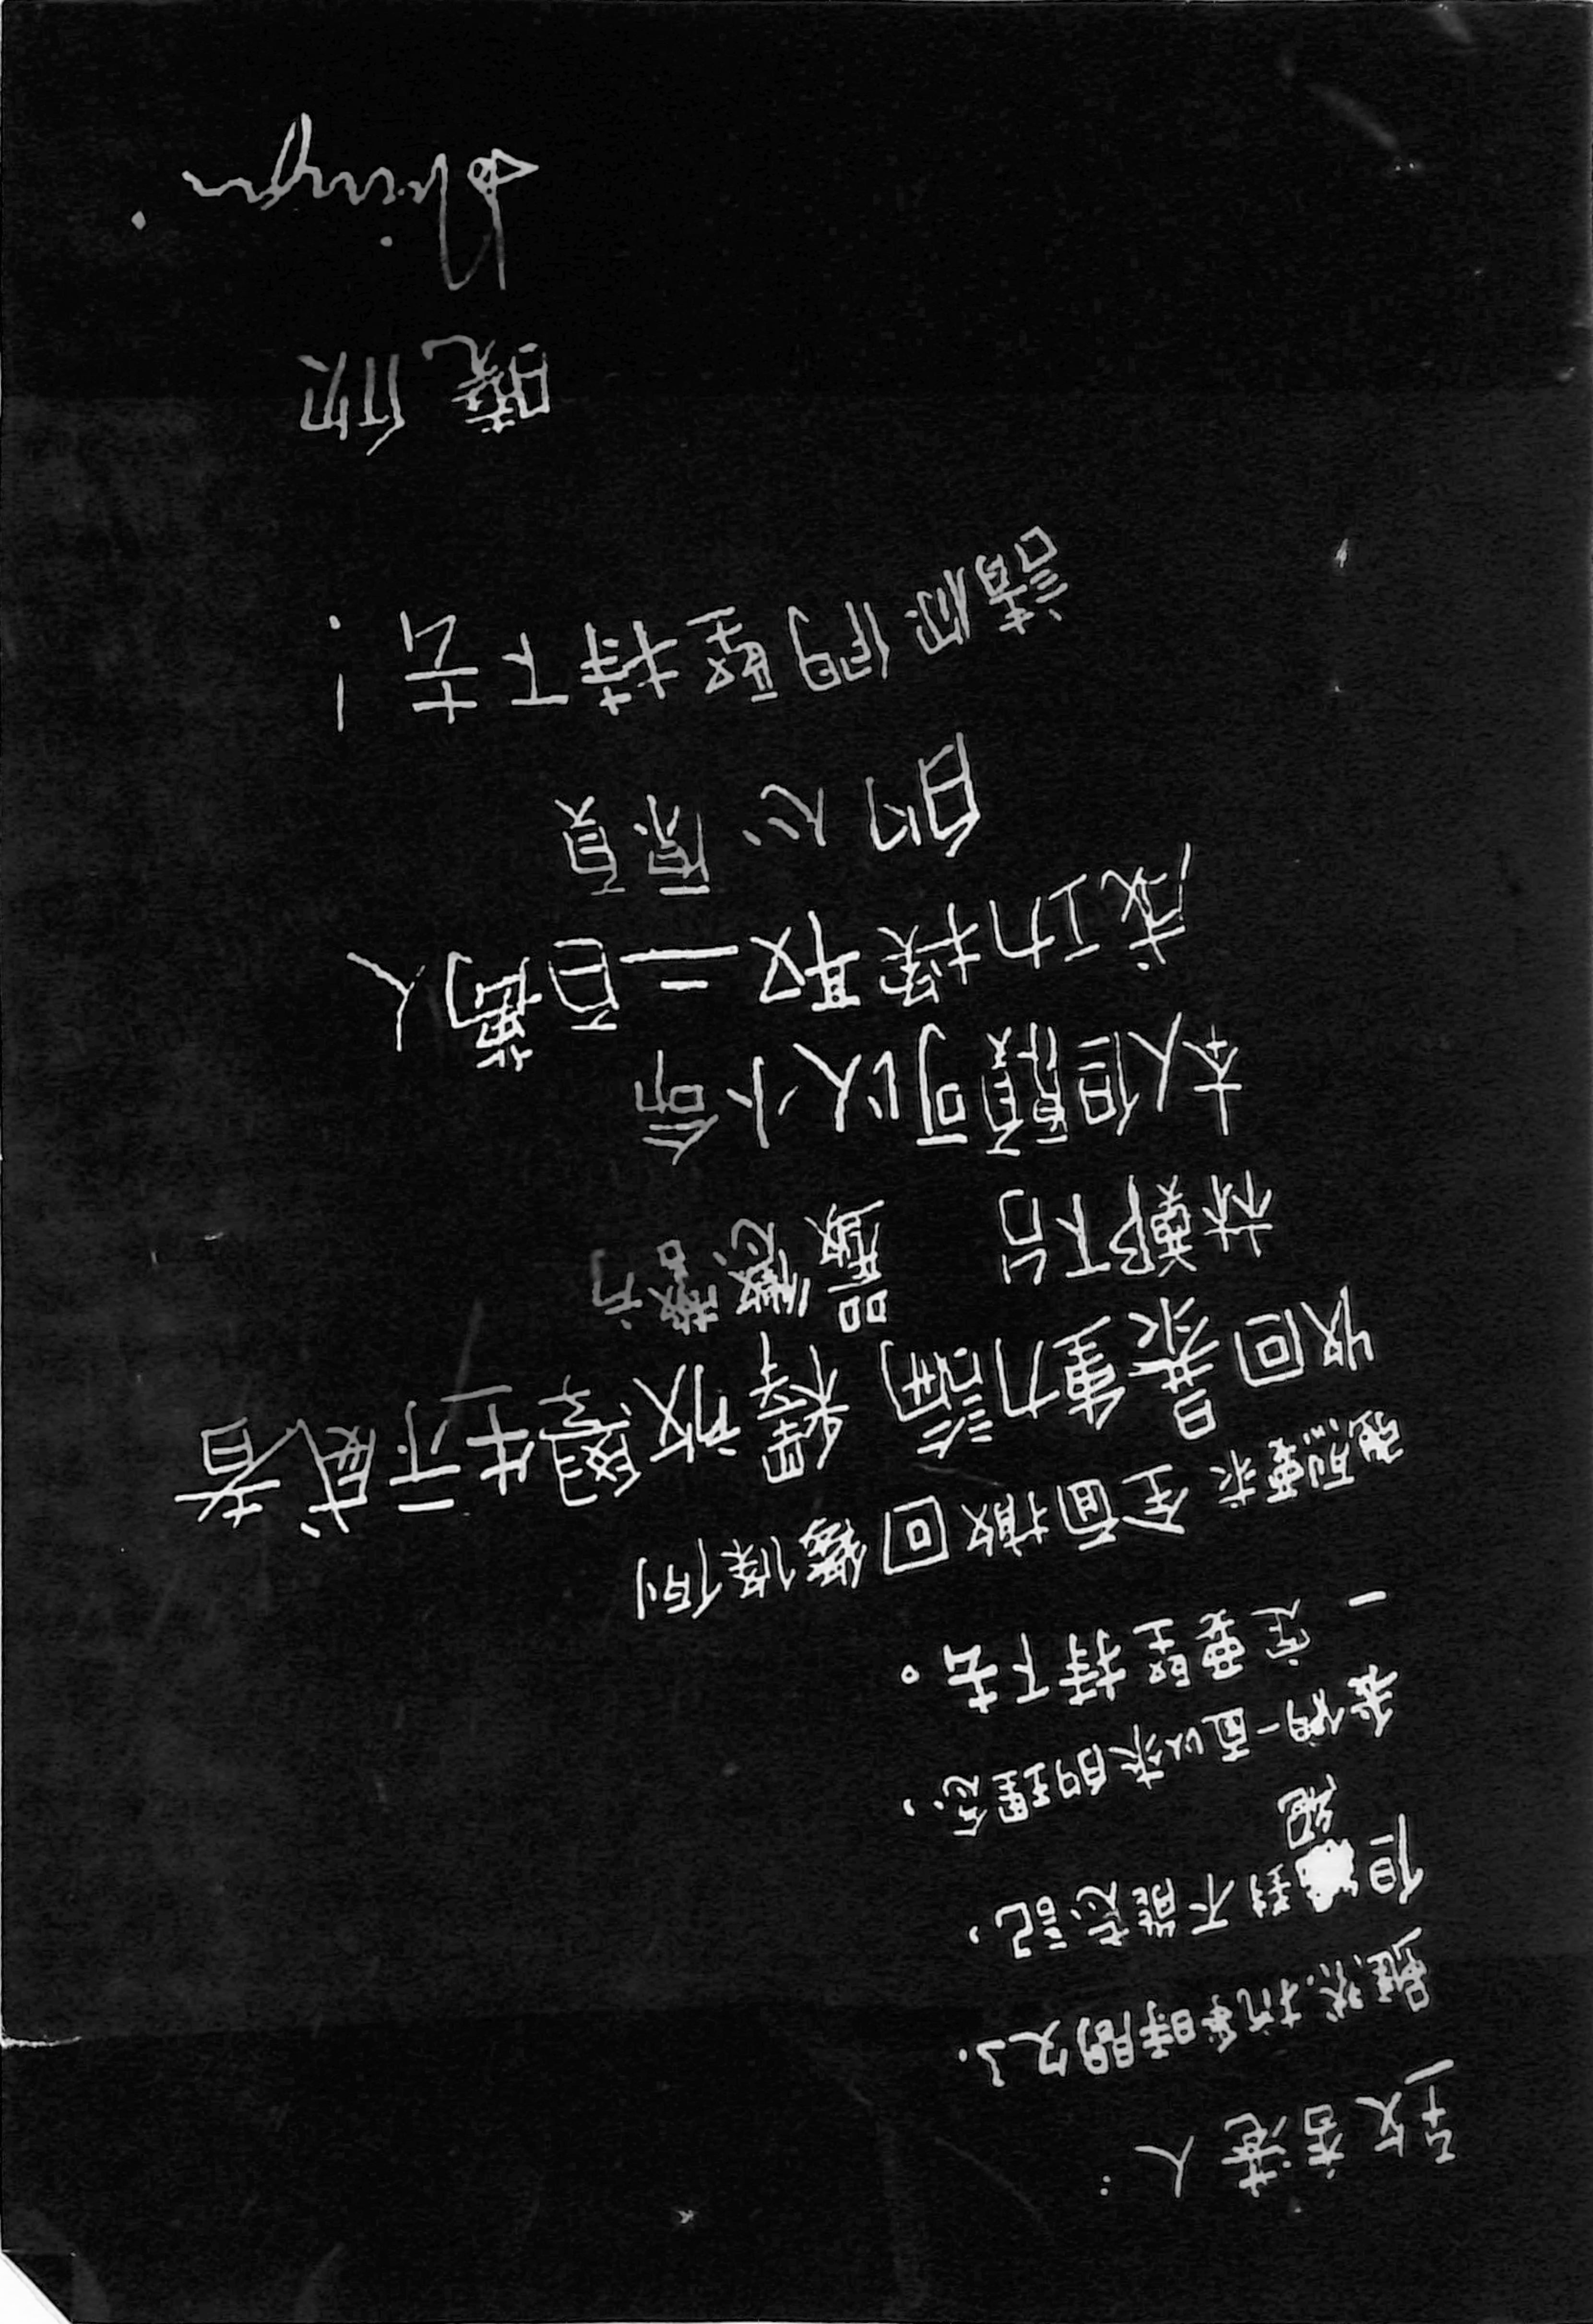 致香港人：
雖然抗爭時間久了.
但絕對不能忘記，
我們一直以來的理念，
一定要堅持下去。
強烈要求 全面撤回條例
收回暴動論 釋放學生示威者
林鄭下台 嚴懲警方
本人但願可以小命
成功換取二百萬人
的心願
請你們堅持下去！
曉欣